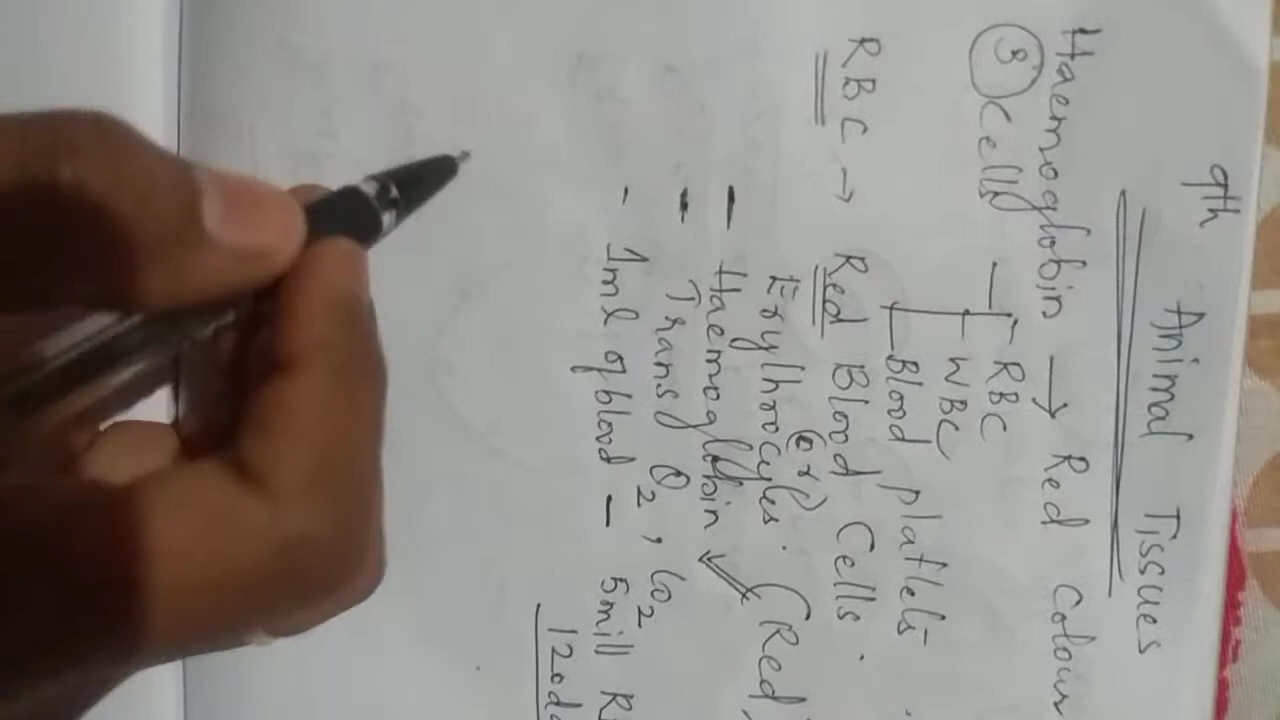 9th Animal Tissues
Haemoglobin → Red Colour
3 Cells
RBC
WBC
Blood platlets
RBC → Red Blood Cells
(or)
Erythrocytes.
- Haemoglobin (Red)
- Trans O2, CO2
- 1ml of blood - 5mill